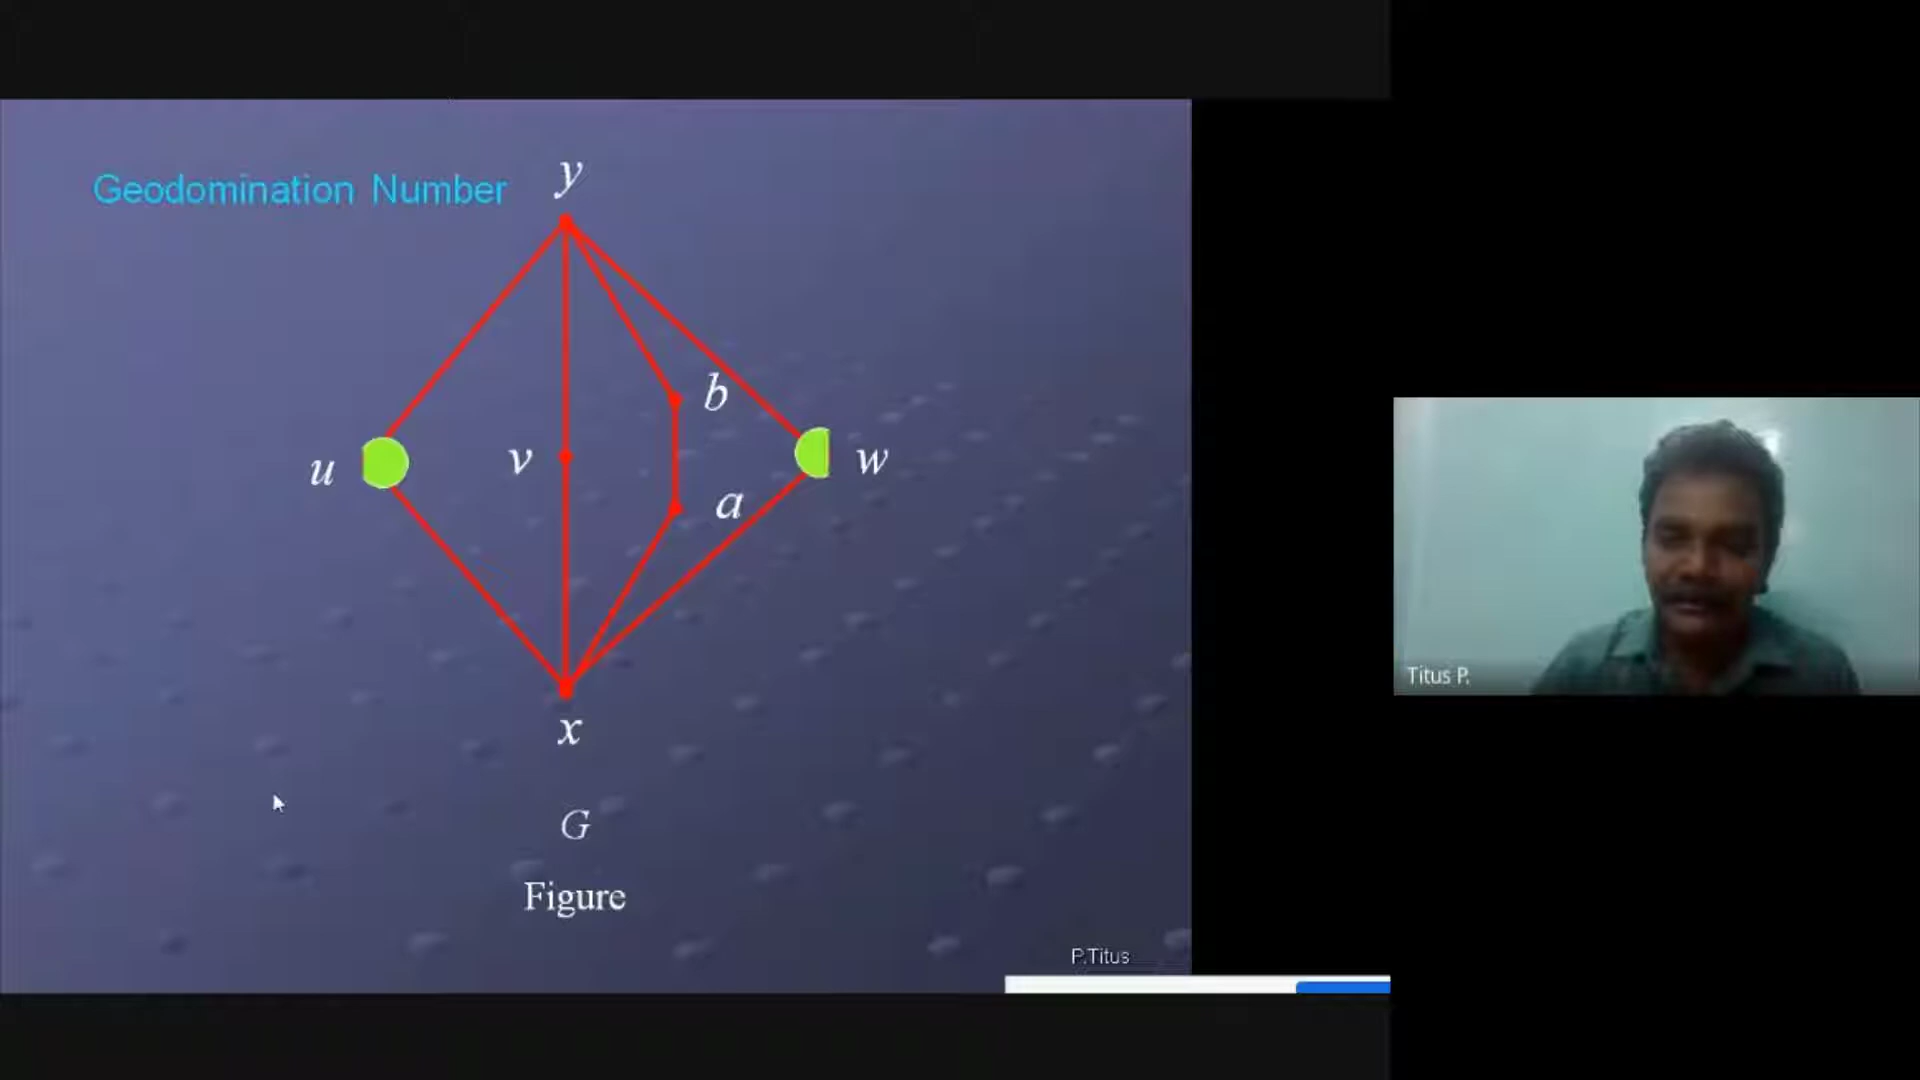 Geodomination Number
y
b
u
v
w
a
x
G
Figure
P.Titus
Titus P.